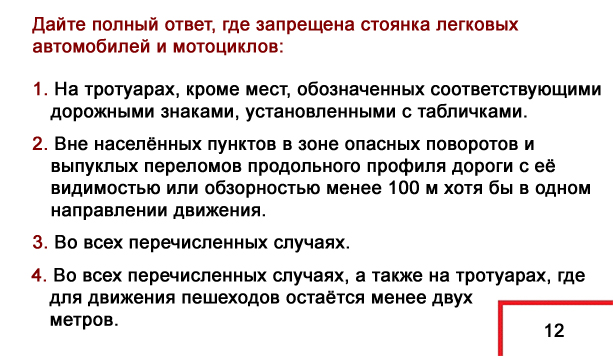 Дайте полный ответ, где запрещена стоянка легковых
автомобилей и мотоциклов:
1. На тротуарах, кроме мест, обозначенных соответствующими
дорожными знаками, установленными с табличками.
2. Вне населённых пунктов в зоне опасных поворотов и
выпуклых переломов продольного профиля дороги с её
видимостью или обзорностью менее 100 м хотя бы в одном
направлении движения.
3. Во всех перечисленных случаях.
4. Во всех перечисленных случаях, а также на тротуарах, где
для движения пешеходов остаётся менее двух
метров.
12